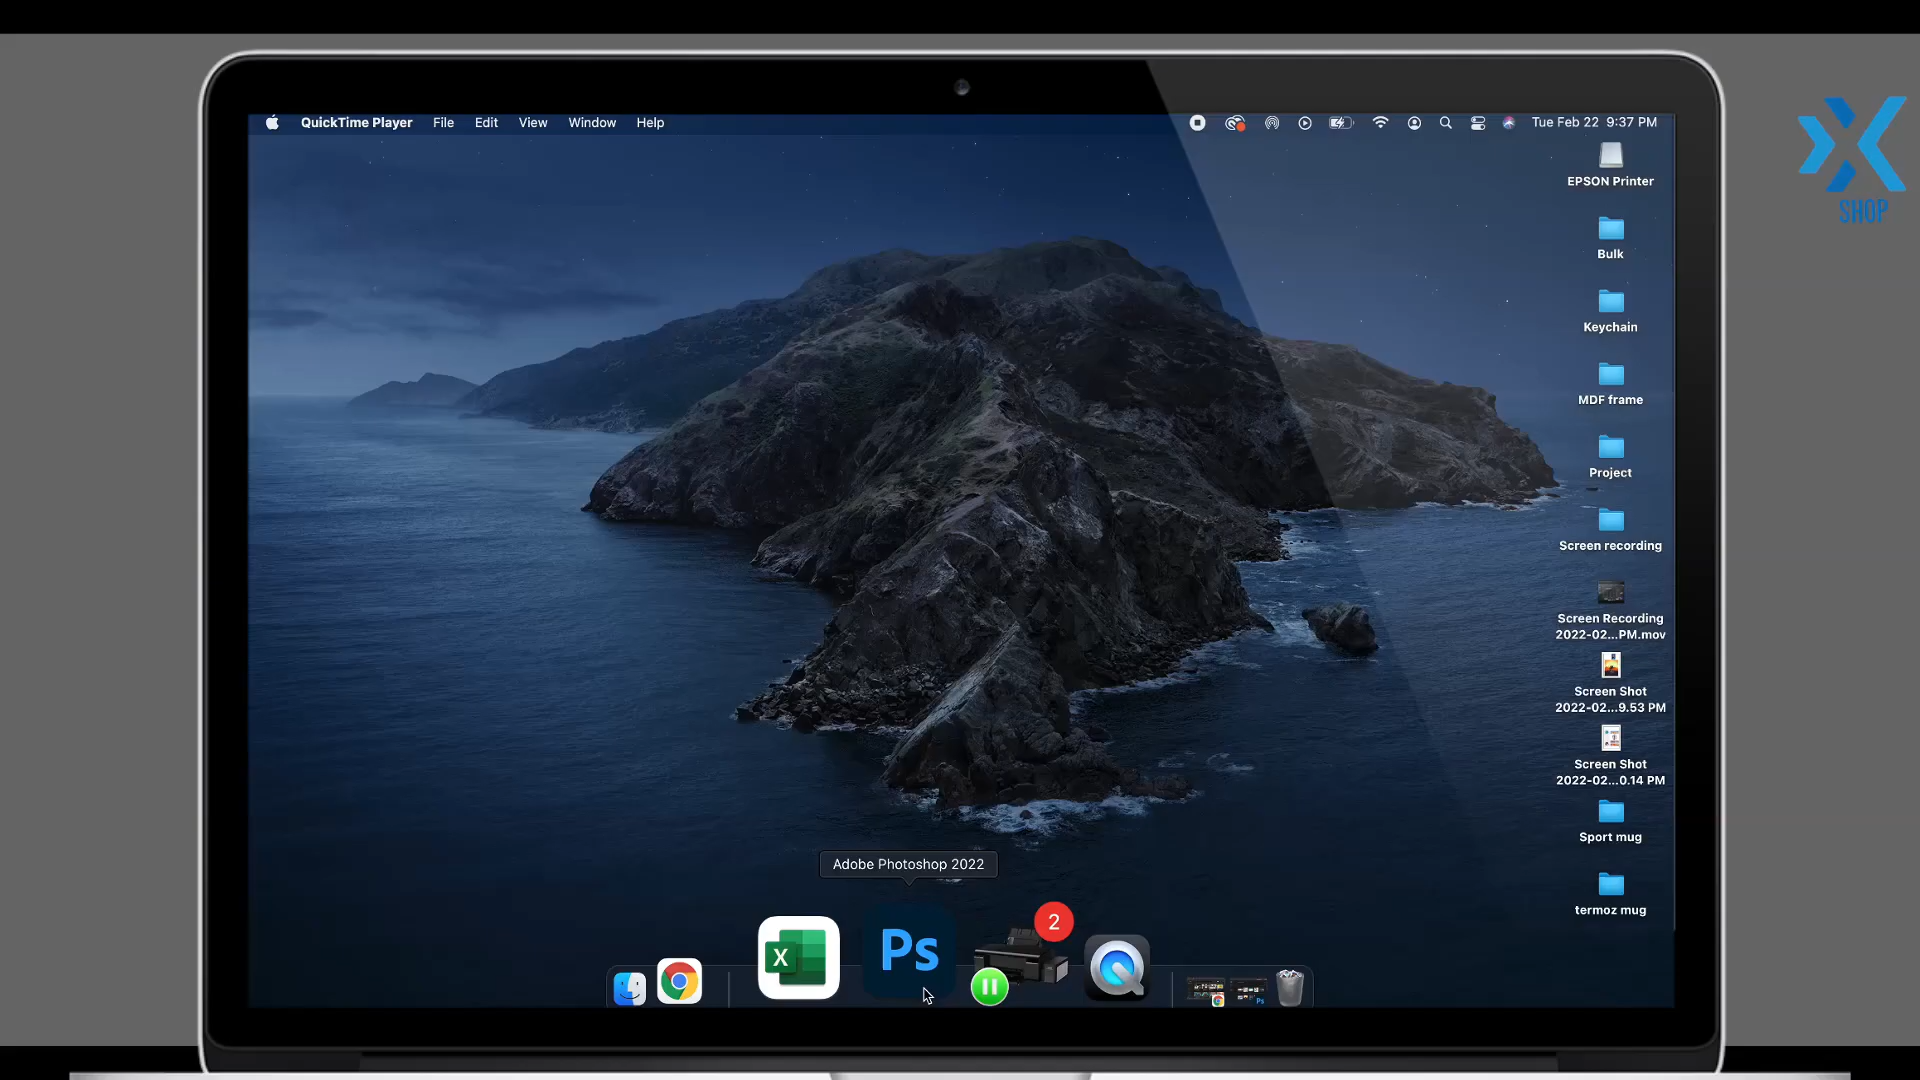 QuickTime Player File Edit View Window Help Tue Feb 22 9:37 PM
SHOP
EPSON Printer
Bulk
Keychain
MDF frame
Project
Screen recording
Screen Recording
2022-02...PM.mov
Screen Shot
2022-02...9.53 PM
Screen Shot
2022-02...0.14 PM
Sport mug
termoz mug
Adobe Photoshop 2022
X
Ps
2